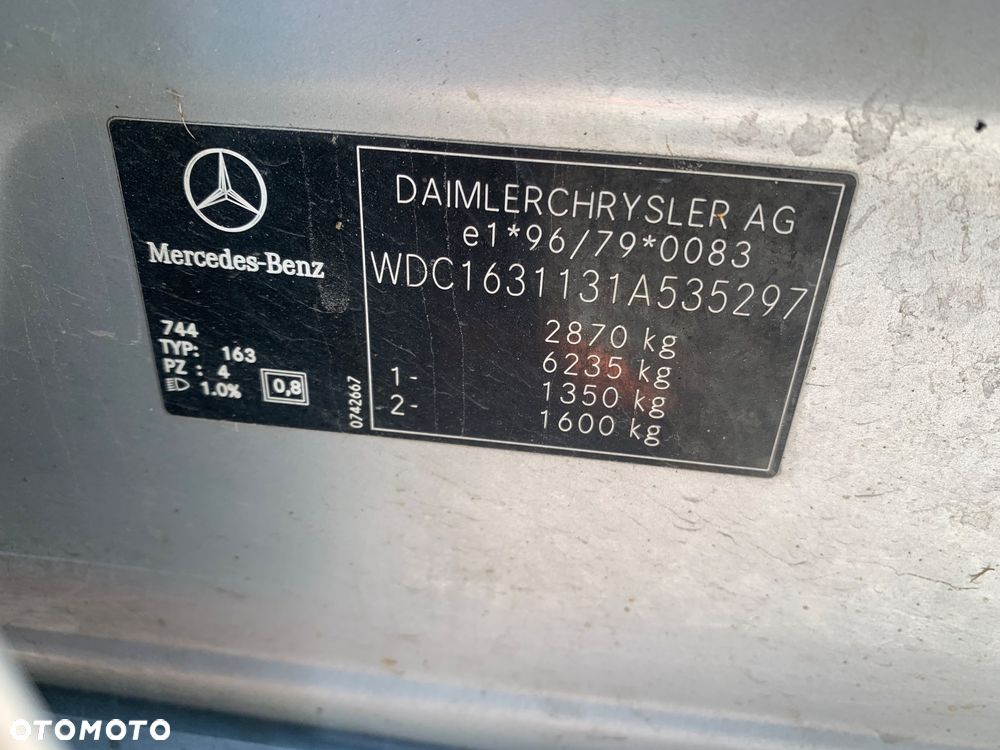 Mercedes-Benz
744
TYP: 163
PZ : 4
1.0% 0,8
0742667
DAIMLERCHRYSLER AG
e1*96/79*0083
WDC1631131A535297
2870 kg
6235 kg
1- 1350 kg
2- 1600 kg
OTOMOTO